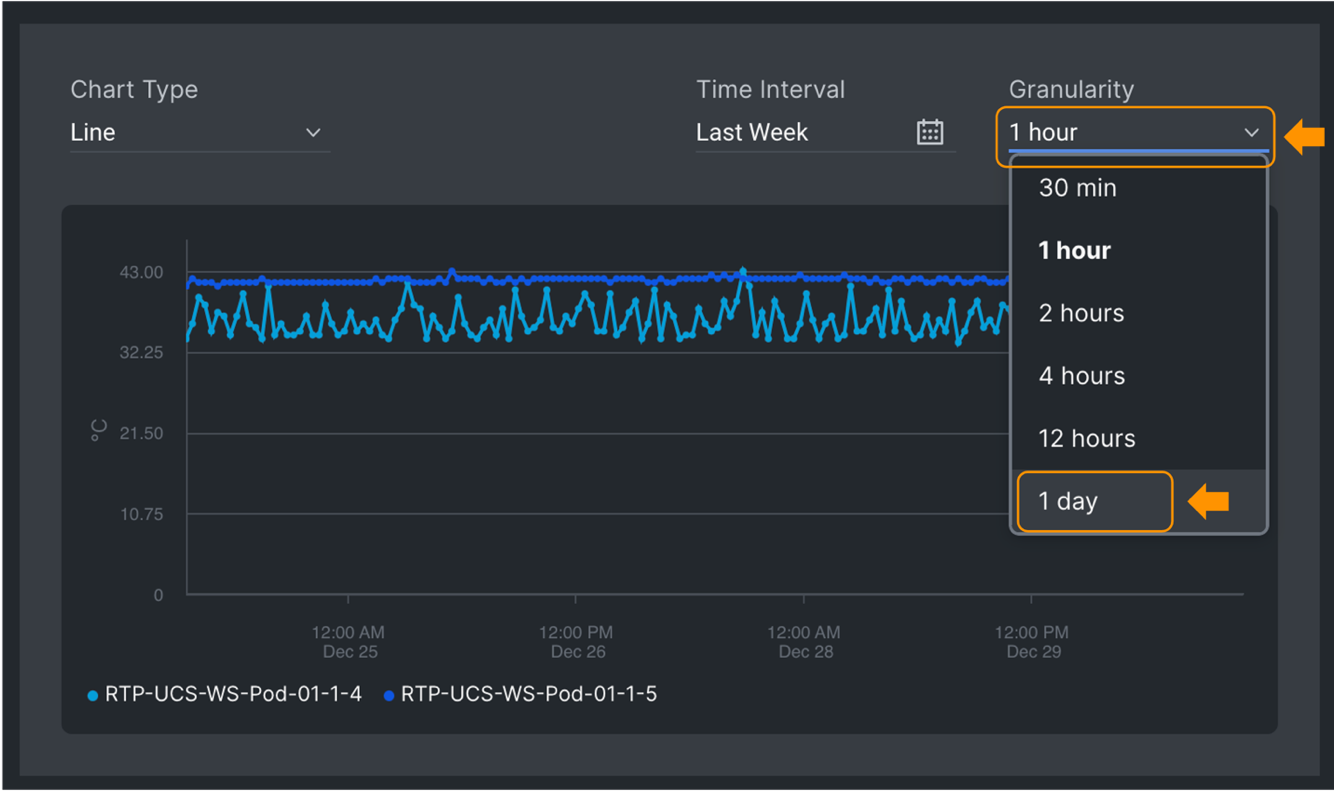 Chart Type
Time Interval
Granularity
Line
Last Week
1 hour
30 min
1 hour
2 hours
4 hours
12 hours
1 day
43.00
32.25
21.50
10.75
0
°C
12:00 AM
Dec 25
12:00 PM
Dec 26
12:00 AM
Dec 28
12:00 PM
Dec 29
RTP-UCS-WS-Pod-01-1-4
RTP-UCS-WS-Pod-01-1-5